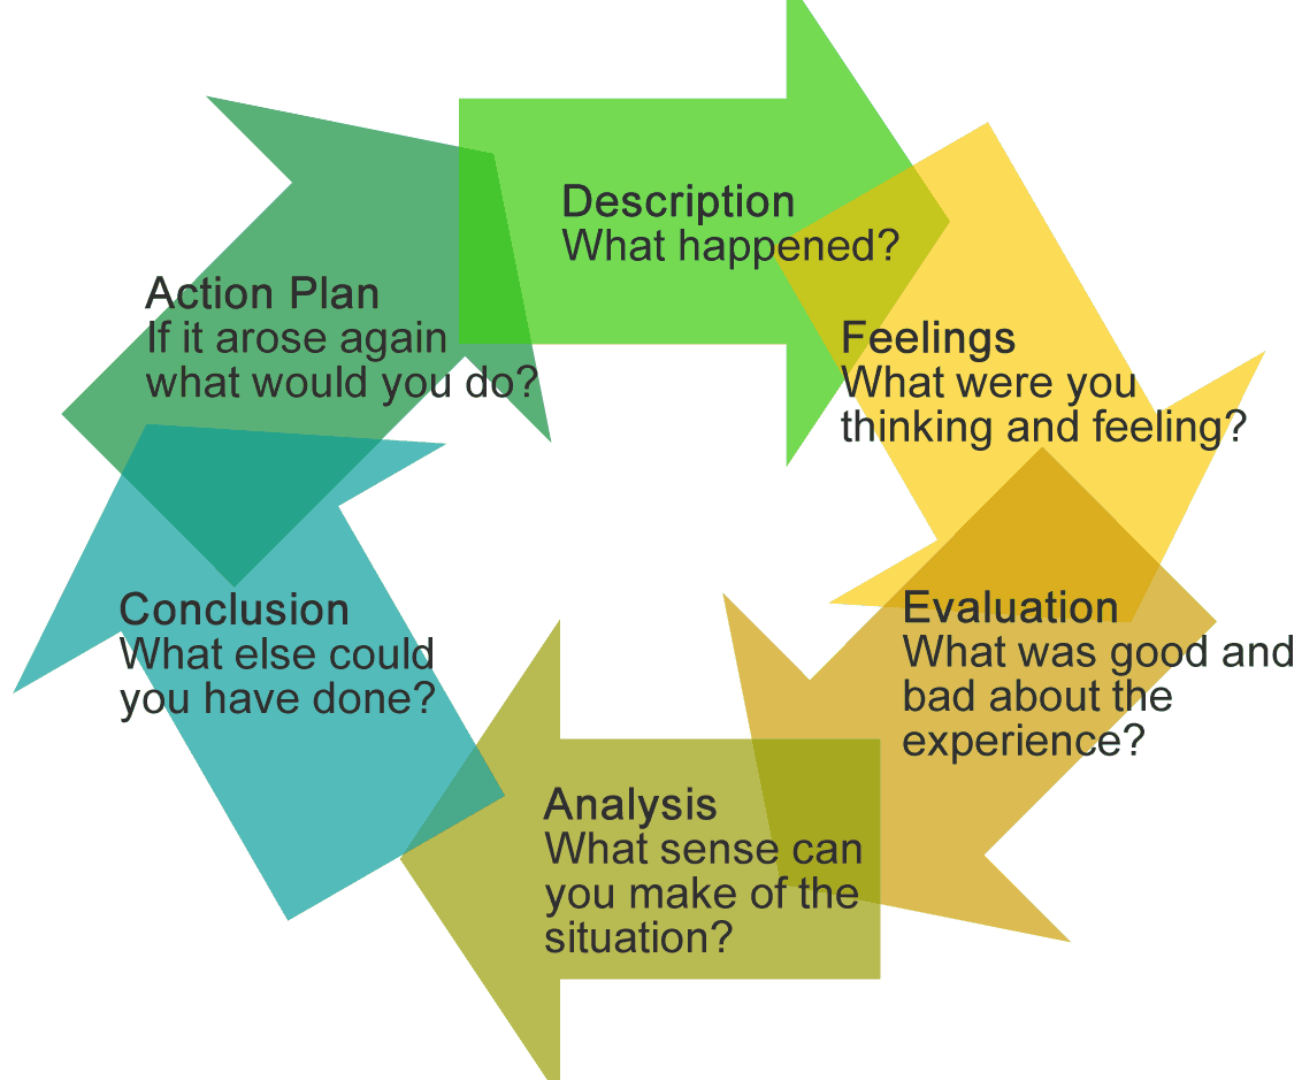 Description
What happened?
Feelings
What were you
thinking and feeling?
Evaluation
What was good and
bad about the
experience?
Analysis
What sense can
you make of the
situation?
Conclusion
What else could
you have done?
Action Plan
If it arose again
what would you do?